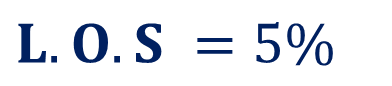 L. O. S = 5%